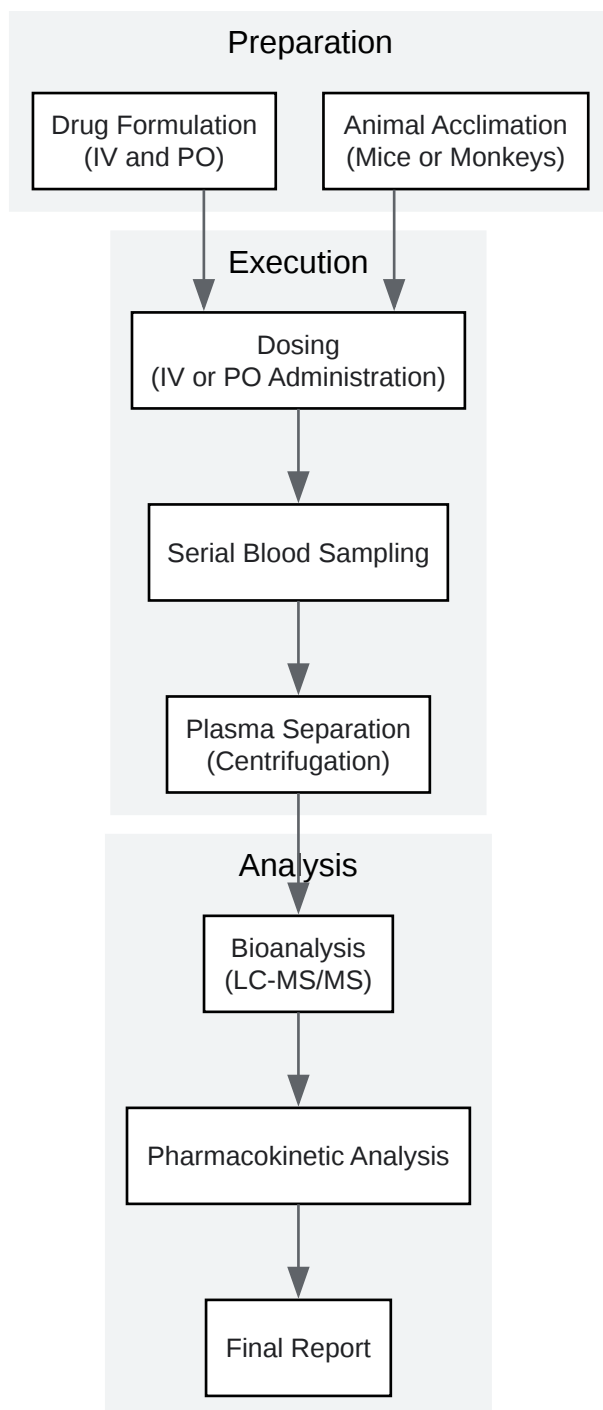 Preparation
Drug Formulation
(IV and PO)
Animal Acclimation
(Mice or Monkeys)
Execution
Dosing
(IV or PO Administration)
Serial Blood Sampling
Plasma Separation
(Centrifugation)
Analysis
Bioanalysis
(LC-MS/MS)
Pharmacokinetic Analysis
Final Report